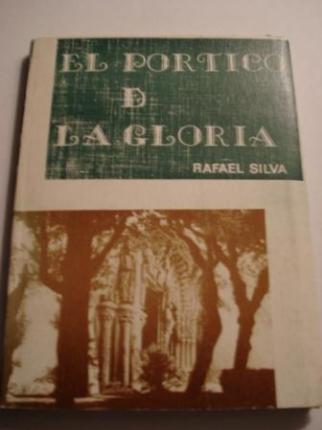 EL PORTICO
Đ
LA GLORIA
RAFAEL SILVA